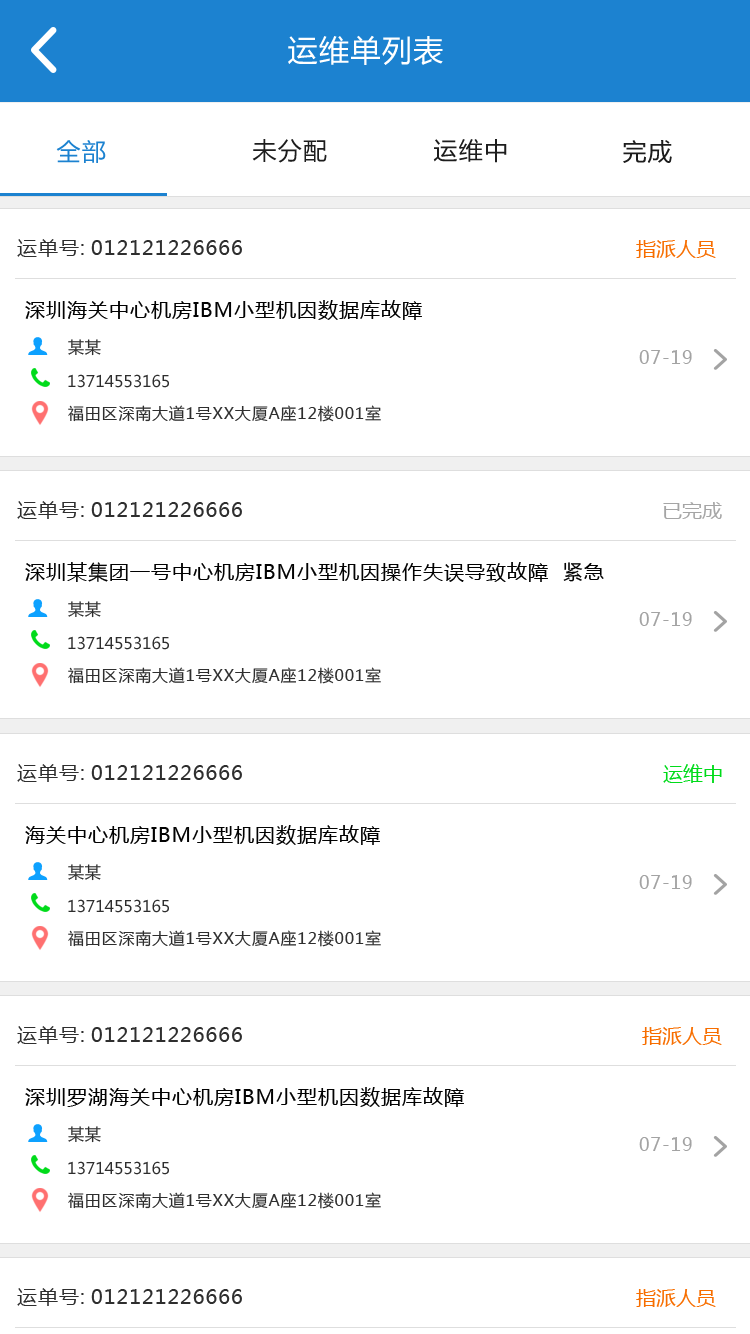 运维单列表
全部 未分配 运维中 完成
运单号: 012121226666 指派人员
深圳海关中心机房IBM小型机因数据库故障
某某
07-19
13714553165
福田区深南大道1号XX大厦A座12楼001室
运单号: 012121226666 已完成
深圳某集团一号中心机房IBM小型机因操作失误导致故障 紧急
某某
07-19
13714553165
福田区深南大道1号XX大厦A座12楼001室
运单号: 012121226666 运维中
海关中心机房IBM小型机因数据库故障
某某
07-19
13714553165
福田区深南大道1号XX大厦A座12楼001室
运单号: 012121226666 指派人员
深圳罗湖海关中心机房IBM小型机因数据库故障
某某
07-19
13714553165
福田区深南大道1号XX大厦A座12楼001室
运单号: 012121226666 指派人员